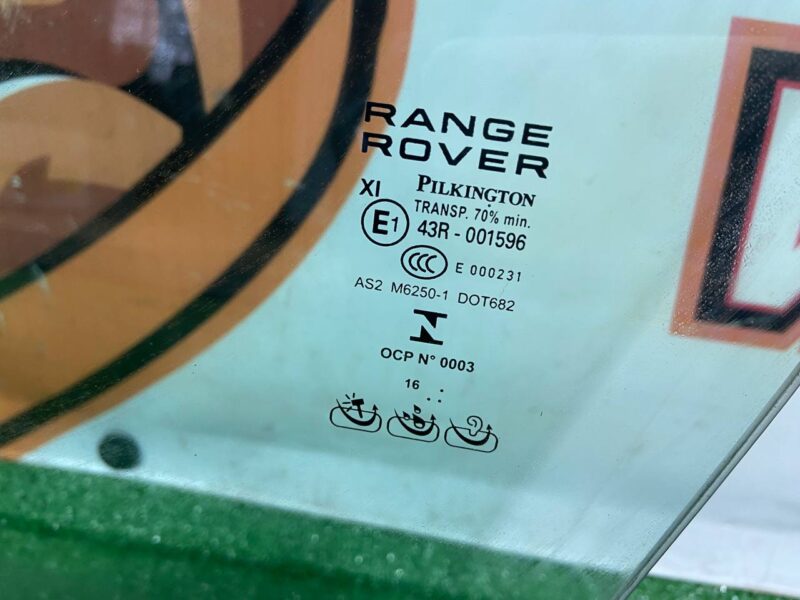 RANGE
ROVER
XI
PILKINGTON
TRANSP. 70% min.
E1
43R - 001596
CCC
E 000231
AS2 M6250-1 DOT682
OCP N° 0003
16